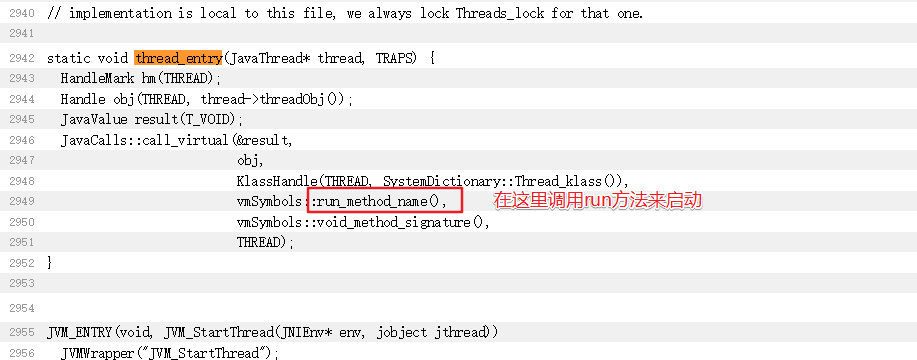 2940 // implementation is local to this file, we always lock Threads_lock for that one.
2941
2942 static void thread_entry(JavaThread* thread, TRAPS) {
2943   HandleMark hm(THREAD);
2944   Handle obj(THREAD, thread->threadObj());
2945   JavaValue result(T_VOID);
2946   JavaCalls::call_virtual(&result,
2947                           obj,
2948                           KlassHandle(THREAD, SystemDictionary::Thread_klass()),
2949                           vmSymbols::run_method_name(), 在这里调用run方法来启动
2950                           vmSymbols::void_method_signature(),
2951                           THREAD);
2952 }
2953
2954
2955 JVM_ENTRY(void, JVM_StartThread(JNIEnv* env, jobject jthread))
2956   JVMWrapper("JVM_StartThread");